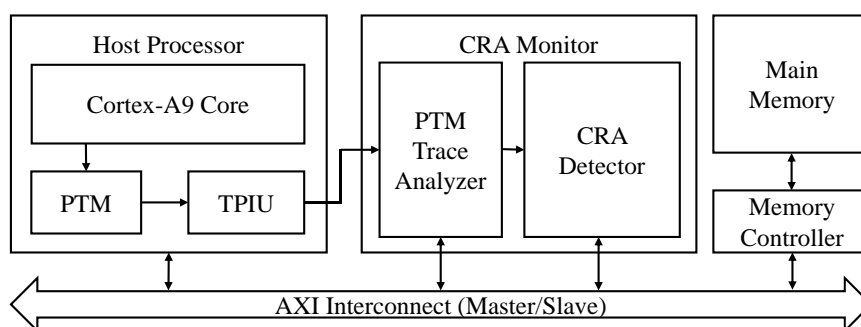 Host Processor
Cortex-A9 Core
PTM
TPIU
CRA Monitor
PTM
Trace
Analyzer
CRA
Detector
Main
Memory
Memory
Controller
AXI Interconnect (Master/Slave)